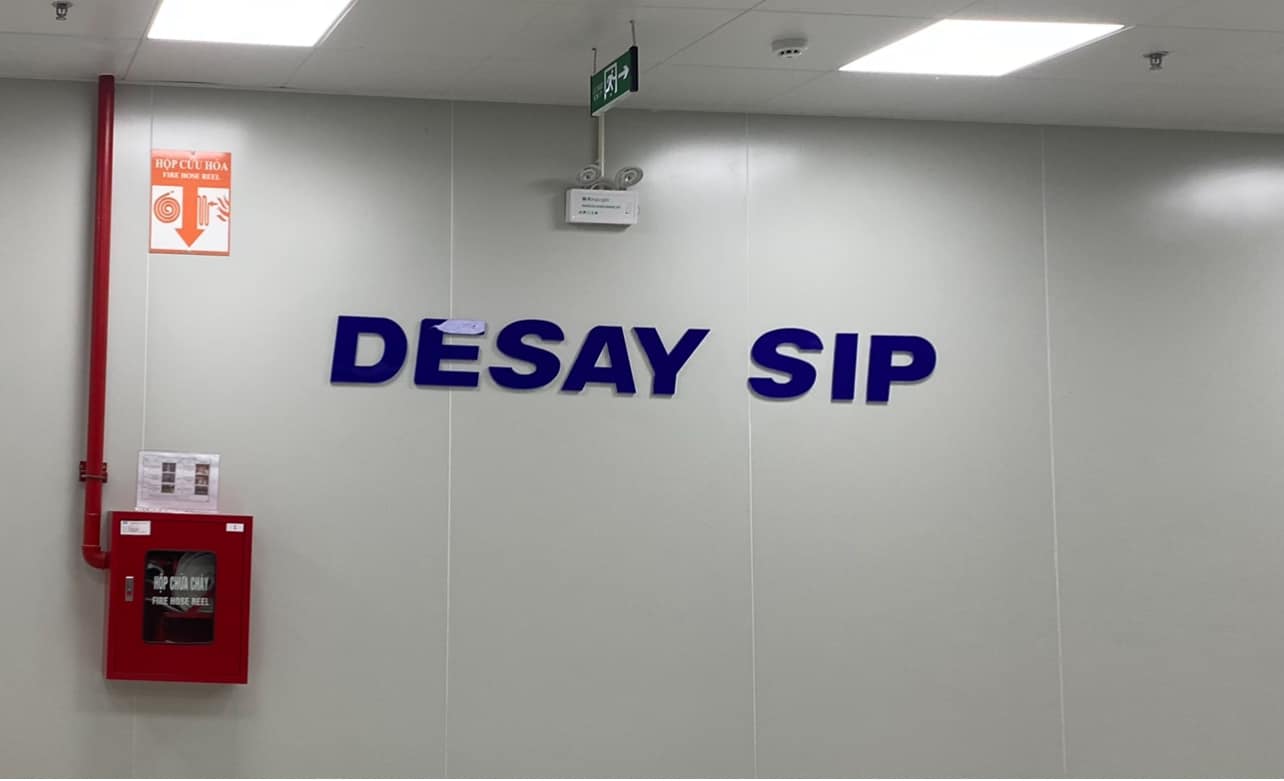 HỘP CỨU HỎA
FIRE HOSE REEL
DESAY SIP
HỘP CHỮA CHÁY
FIRE HOSE REEL